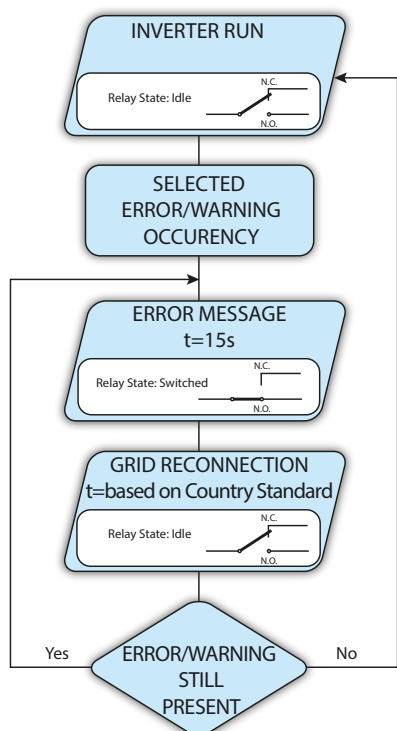 INVERTER RUN
N.C.
Relay State: Idle
N.O.
SELECTED
ERROR/WARNING
OCCURENCY
ERROR MESSAGE
t=15s
N.C.
Relay State: Switched
N.O.
GRID RECONNECTION
t=based on Country Standard
N.C.
Relay State: Idle
N.O.
Yes
No
ERROR/WARNING
STILL
PRESENT